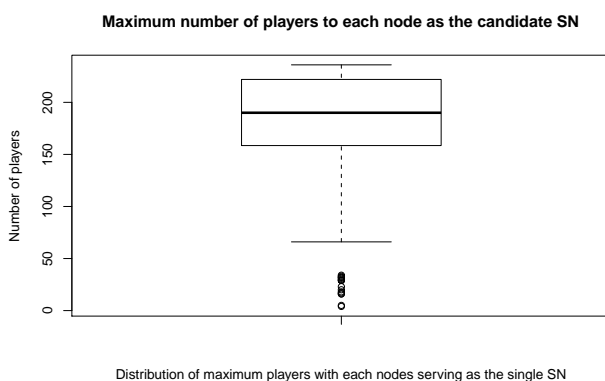 Maximum number of players to each node as the candidate SN
Number of players
200
150
100
50
0
Distribution of maximum players with each nodes serving as the single SN